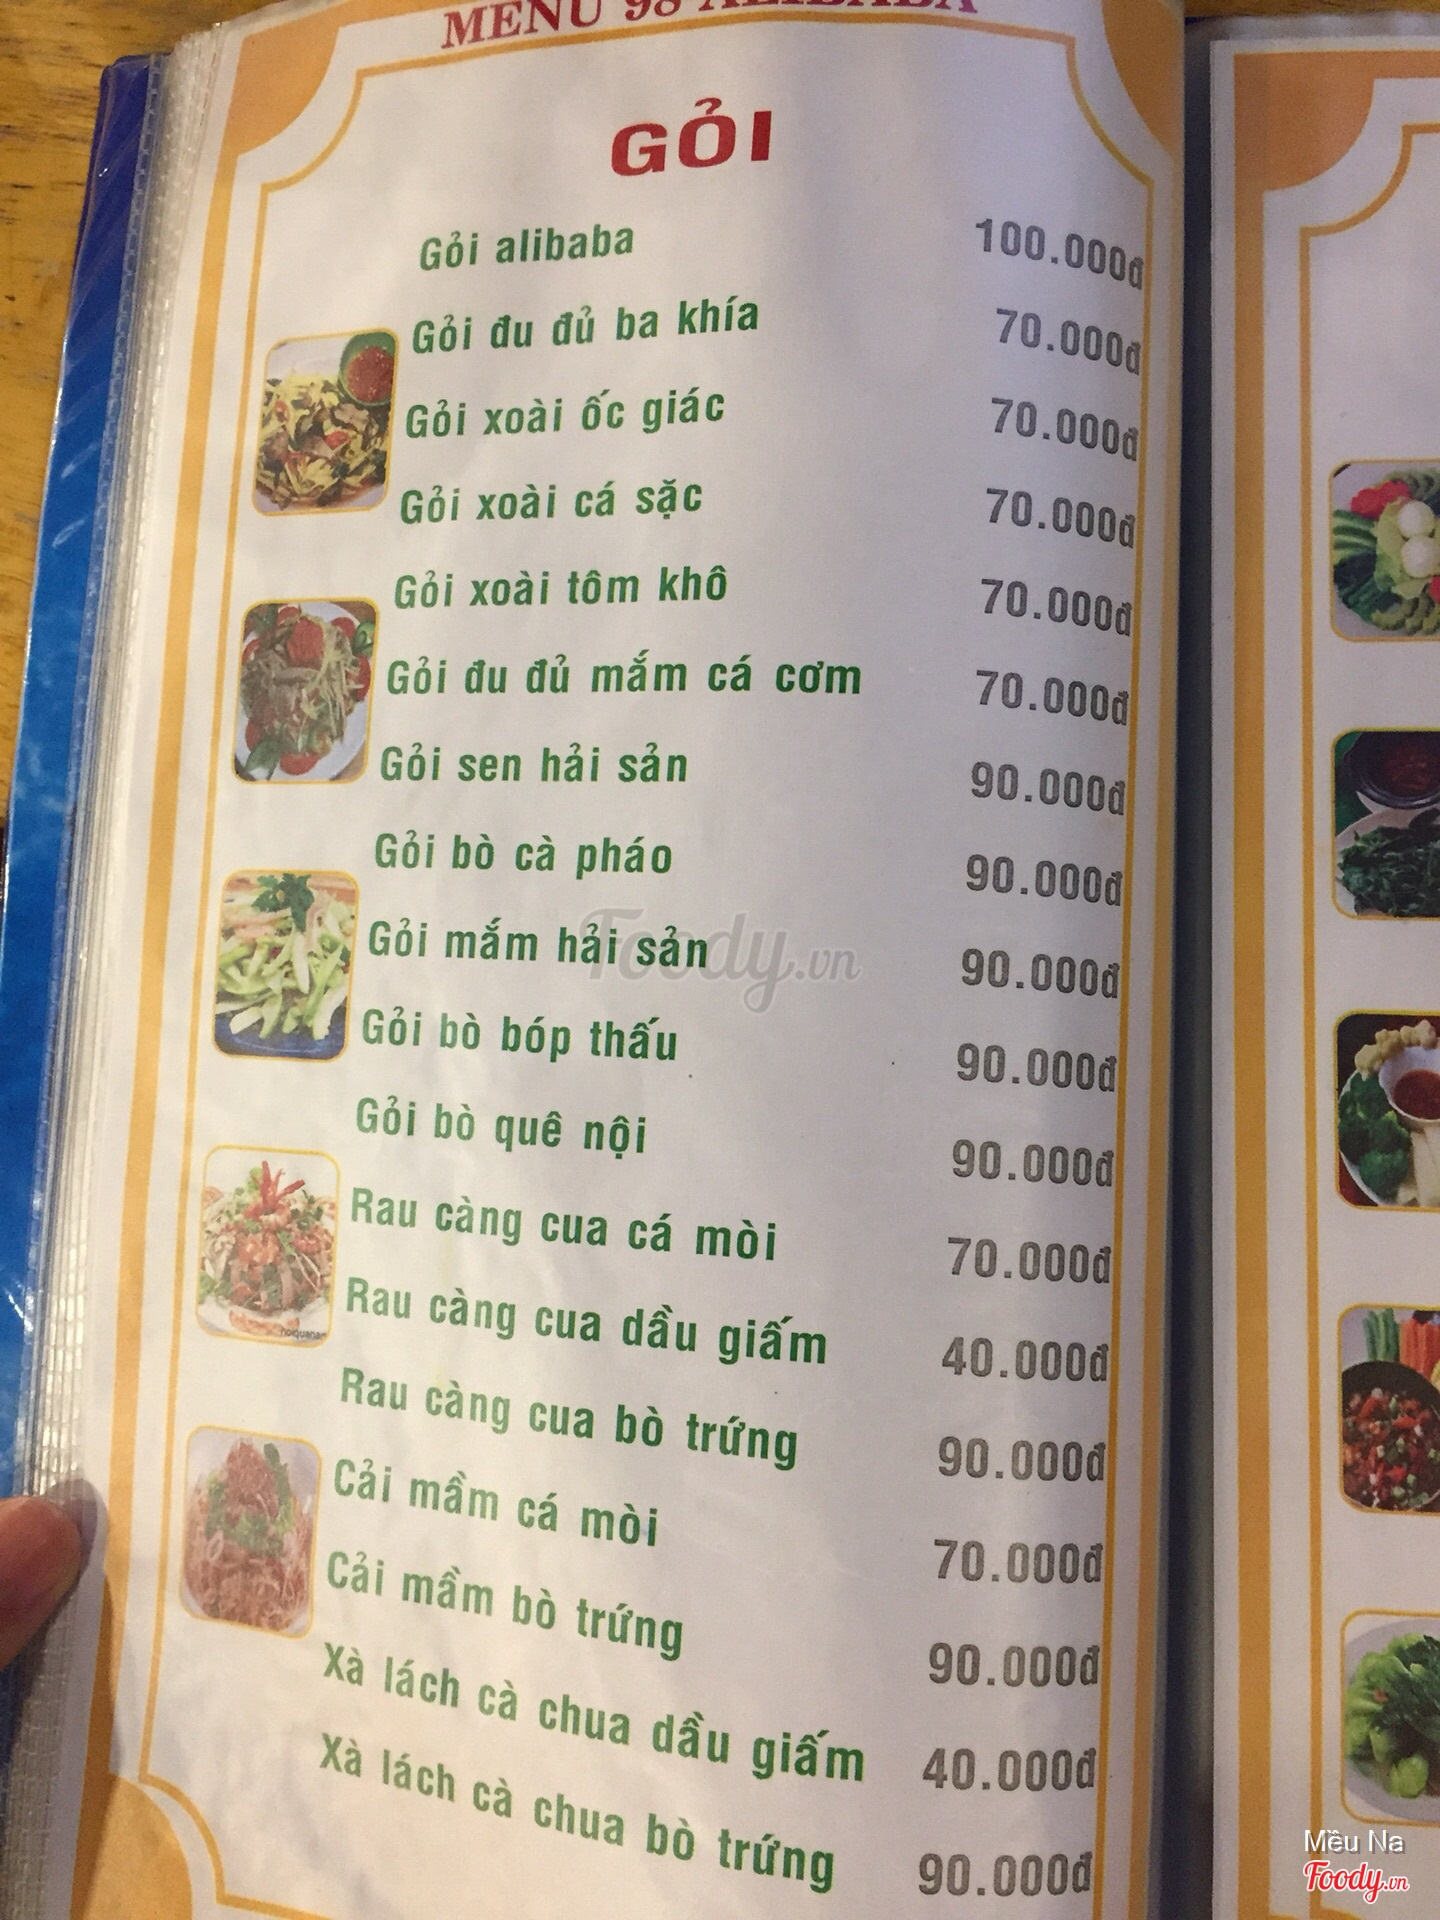 MENU 98 ALIBABA
GỎI
Gỏi alibaba 100.000đ
Gỏi đu đủ ba khía 70.000đ
Gỏi xoài ốc giác 70.000đ
Gỏi xoài cá sặc 70.000đ
Gỏi xoài tôm khô 70.000đ
Gỏi đu đủ mắm cá cơm 70.000đ
Gỏi sen hải sản 90.000đ
Gỏi bò cà pháo 90.000đ
Gỏi mắm hải sản 90.000đ
Foody.vn
Gỏi bò bóp thấu 90.000đ
Gỏi bò quê nội 90.000đ
Rau càng cua cá mòi 70.000đ
Rau càng cua dầu giấm 40.000đ
Rau càng cua bò trứng 90.000đ
Cải mầm cá mòi 70.000đ
Cải mầm bò trứng 90.000đ
Xà lách cà chua dầu giấm 40.000đ
Xà lách cà chua bò trứng 90.000đ
Mều Na
Foody.vn